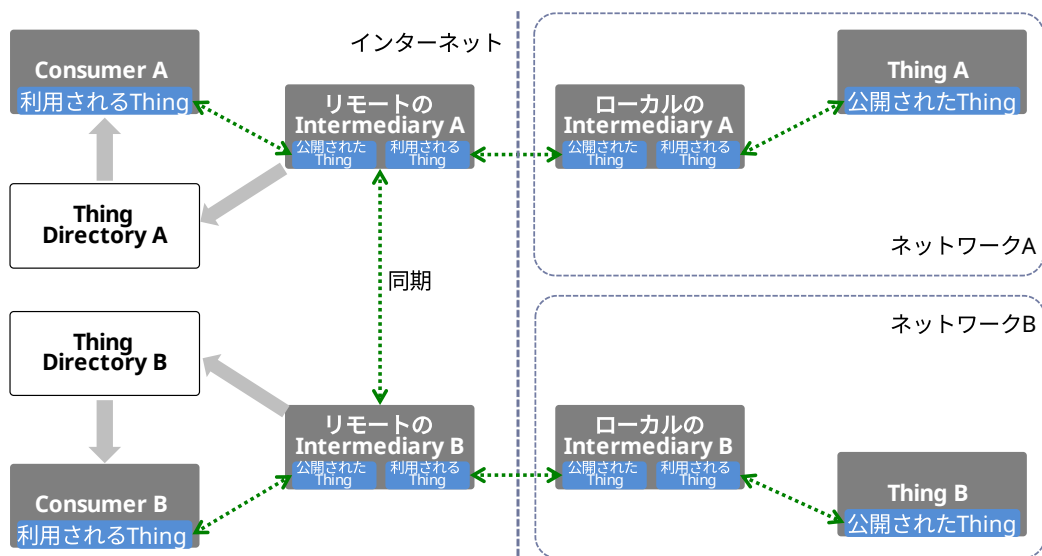 インターネット
Consumer A
利用されるThing
リモートの
Intermediary A
公開された
Thing
利用される
Thing
ローカルの
Intermediary A
公開された
Thing
利用される
Thing
Thing A
公開されたThing
Thing
Directory A
ネットワークA
同期
Thing
Directory B
ネットワークB
リモートの
Intermediary B
公開された
Thing
利用される
Thing
ローカルの
Intermediary B
公開された
Thing
利用される
Thing
Consumer B
利用されるThing
Thing B
公開されたThing